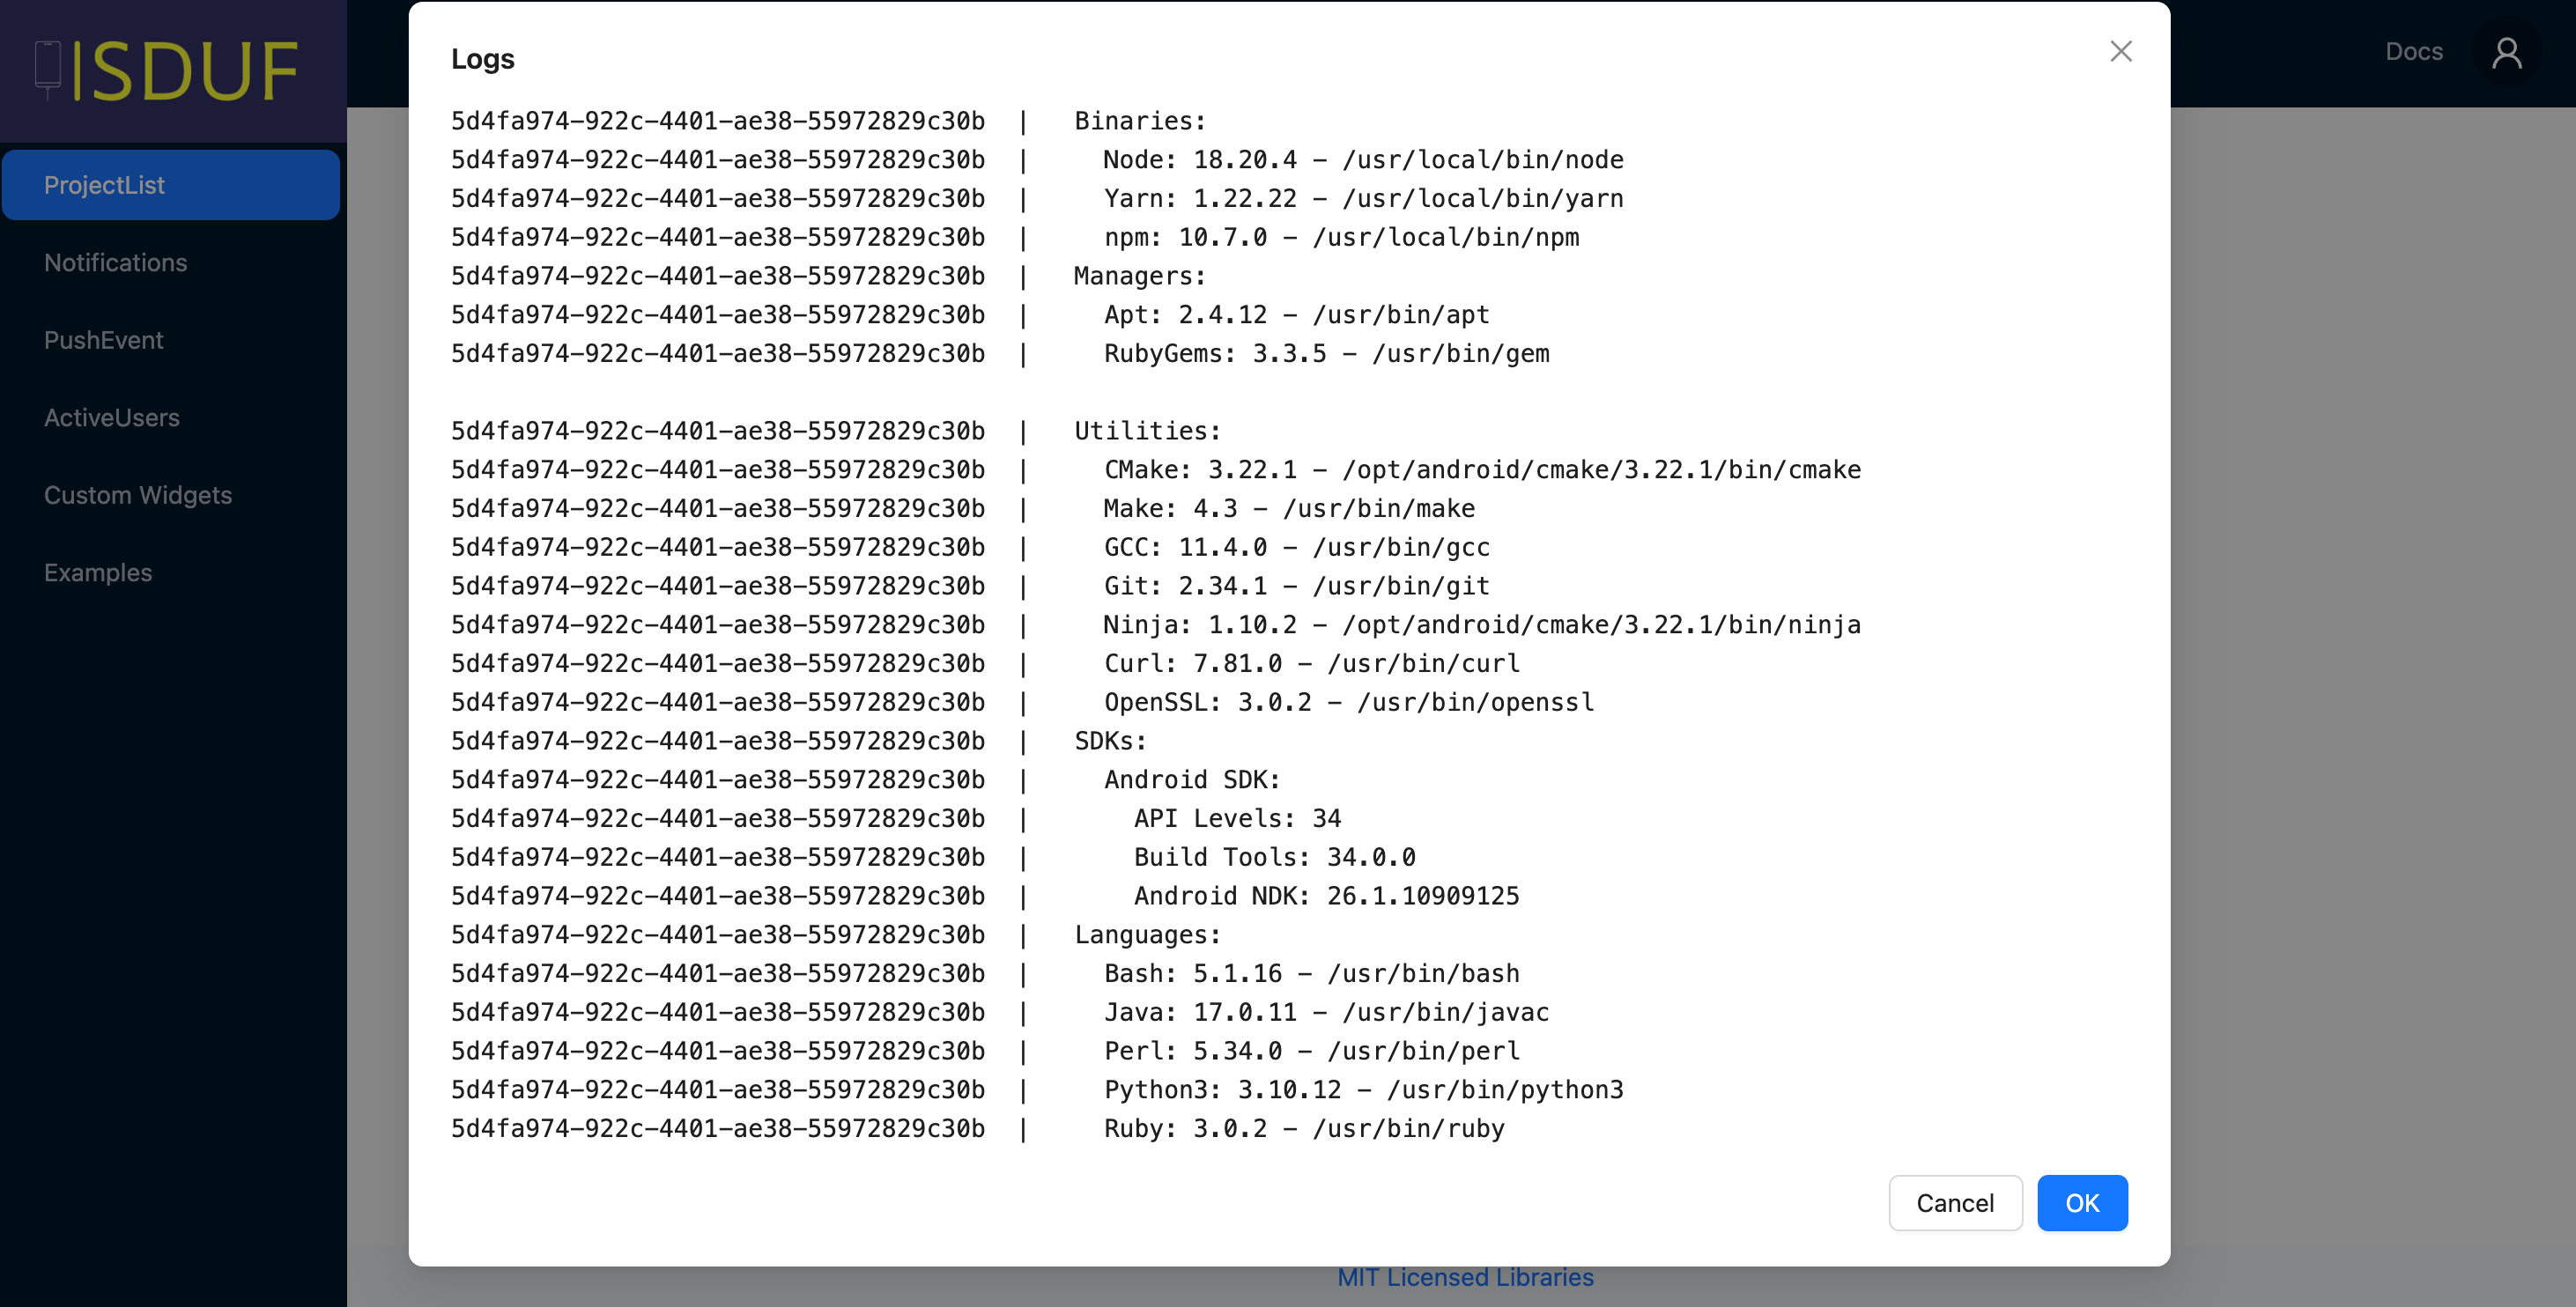 ISDUF
Docs
ProjectList
Notifications
PushEvent
ActiveUsers
Custom Widgets
Examples
Logs
5d4fa974-922c-4401-ae38-55972829c30b  |   Binaries:
5d4fa974-922c-4401-ae38-55972829c30b  |     Node: 18.20.4 - /usr/local/bin/node
5d4fa974-922c-4401-ae38-55972829c30b  |     Yarn: 1.22.22 - /usr/local/bin/yarn
5d4fa974-922c-4401-ae38-55972829c30b  |     npm: 10.7.0 - /usr/local/bin/npm
5d4fa974-922c-4401-ae38-55972829c30b  |   Managers:
5d4fa974-922c-4401-ae38-55972829c30b  |     Apt: 2.4.12 - /usr/bin/apt
5d4fa974-922c-4401-ae38-55972829c30b  |     RubyGems: 3.3.5 - /usr/bin/gem
5d4fa974-922c-4401-ae38-55972829c30b  |   Utilities:
5d4fa974-922c-4401-ae38-55972829c30b  |     CMake: 3.22.1 - /opt/android/cmake/3.22.1/bin/cmake
5d4fa974-922c-4401-ae38-55972829c30b  |     Make: 4.3 - /usr/bin/make
5d4fa974-922c-4401-ae38-55972829c30b  |     GCC: 11.4.0 - /usr/bin/gcc
5d4fa974-922c-4401-ae38-55972829c30b  |     Git: 2.34.1 - /usr/bin/git
5d4fa974-922c-4401-ae38-55972829c30b  |     Ninja: 1.10.2 - /opt/android/cmake/3.22.1/bin/ninja
5d4fa974-922c-4401-ae38-55972829c30b  |     Curl: 7.81.0 - /usr/bin/curl
5d4fa974-922c-4401-ae38-55972829c30b  |     OpenSSL: 3.0.2 - /usr/bin/openssl
5d4fa974-922c-4401-ae38-55972829c30b  |   SDKs:
5d4fa974-922c-4401-ae38-55972829c30b  |     Android SDK:
5d4fa974-922c-4401-ae38-55972829c30b  |       API Levels: 34
5d4fa974-922c-4401-ae38-55972829c30b  |       Build Tools: 34.0.0
5d4fa974-922c-4401-ae38-55972829c30b  |       Android NDK: 26.1.10909125
5d4fa974-922c-4401-ae38-55972829c30b  |   Languages:
5d4fa974-922c-4401-ae38-55972829c30b  |     Bash: 5.1.16 - /usr/bin/bash
5d4fa974-922c-4401-ae38-55972829c30b  |     Java: 17.0.11 - /usr/bin/javac
5d4fa974-922c-4401-ae38-55972829c30b  |     Perl: 5.34.0 - /usr/bin/perl
5d4fa974-922c-4401-ae38-55972829c30b  |     Python3: 3.10.12 - /usr/bin/python3
5d4fa974-922c-4401-ae38-55972829c30b  |     Ruby: 3.0.2 - /usr/bin/ruby
Cancel
OK
MIT Licensed Libraries